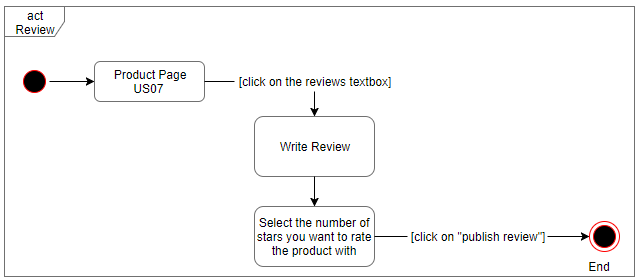 act
Review
Product Page
US07
[click on the reviews textbox]
Write Review
Select the number of
stars you want to rate
the product with
[click on "publish review"]
End